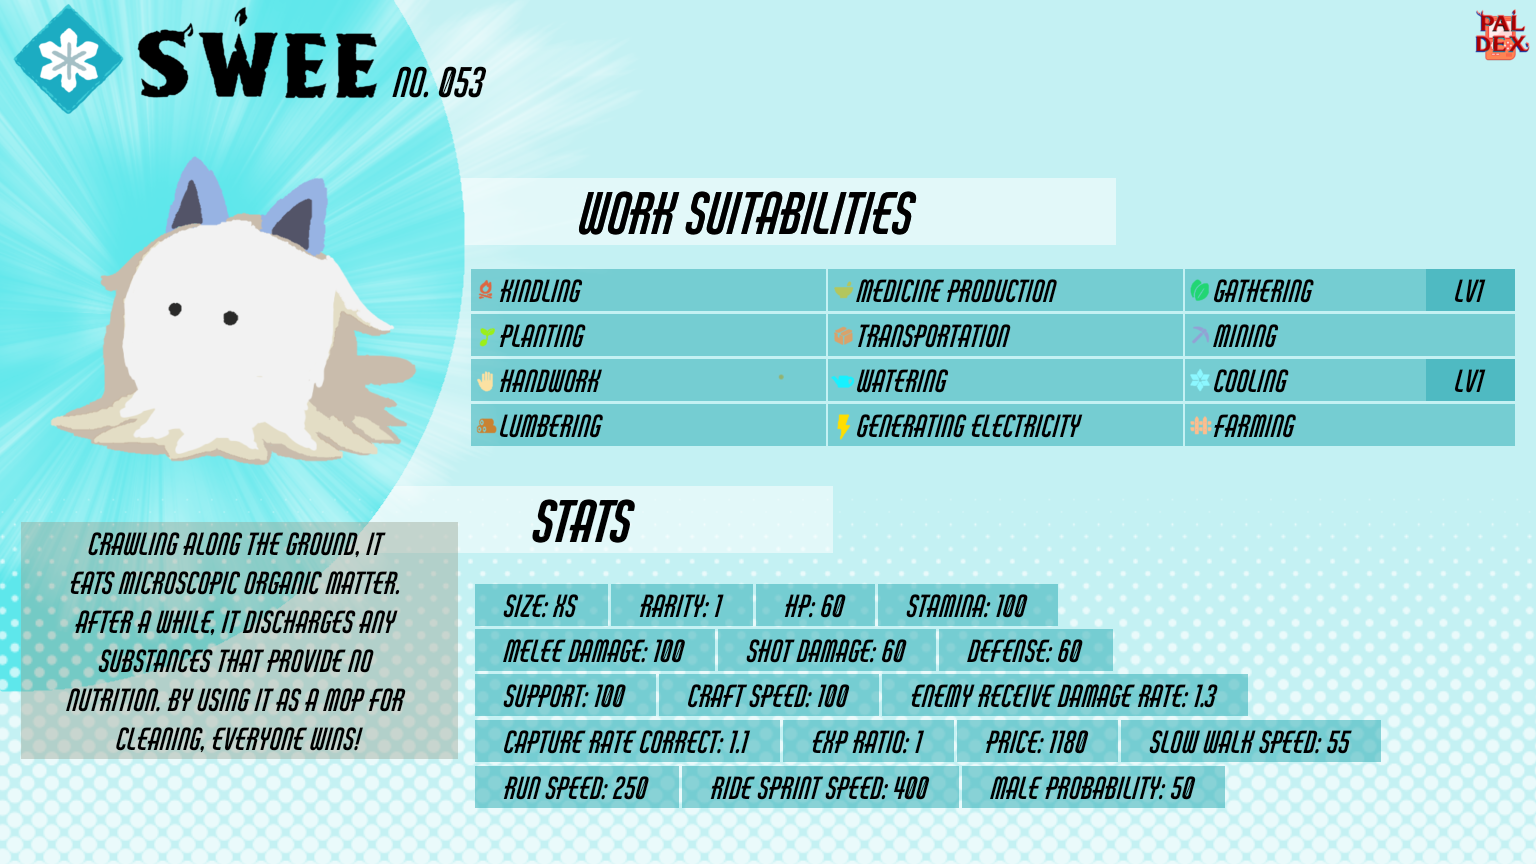 SWEE NO. 053
PAL
DEX
WORK SUITABILITIES
KINDLING MEDICINE PRODUCTION GATHERING LV1
PLANTING TRANSPORTATION MINING
HANDWORK WATERING COOLING LV1
LUMBERING GENERATING ELECTRICITY FARMING
STATS
CRAWLING ALONG THE GROUND, IT
EATS MICROSCOPIC ORGANIC MATTER.
AFTER A WHILE, IT DISCHARGES ANY
SUBSTANCES THAT PROVIDE NO
NUTRITION. BY USING IT AS A MOP FOR
CLEANING, EVERYONE WINS!
SIZE: XS RARITY: 1 HP: 60 STAMINA: 100
MELEE DAMAGE: 100 SHOT DAMAGE: 60 DEFENSE: 60
SUPPORT: 100 CRAFT SPEED: 100 ENEMY RECEIVE DAMAGE RATE: 1.3
CAPTURE RATE CORRECT: 1.1 EXP RATIO: 1 PRICE: 1180 SLOW WALK SPEED: 55
RUN SPEED: 250 RIDE SPRINT SPEED: 400 MALE PROBABILITY: 50